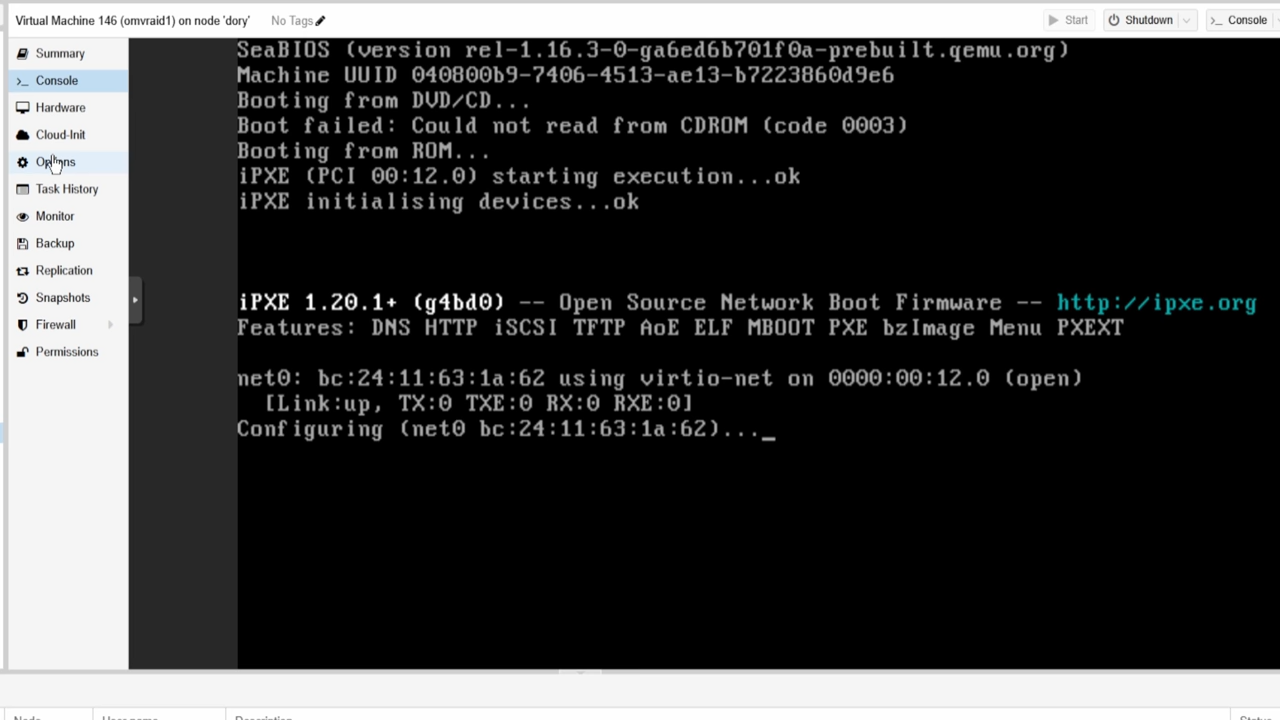 Virtual Machine 146 (omvraid1) on node 'dory' No Tags Start Shutdown >_ Console
Summary
>_ Console
Hardware
Cloud-Init
Options
Task History
Monitor
Backup
Replication
Snapshots
Firewall
Permissions
SeaBIOS (version rel-1.16.3-0-ga6ed6b701f0a-prebuilt.qemu.org)
Machine UUID 040800b9-7406-4513-ae13-b7223860d9e6
Booting from DVD/CD...
Boot failed: Could not read from CDROM (code 0003)
Booting from ROM...
iPXE (PCI 00:12.0) starting execution...ok
iPXE initialising devices...ok
iPXE 1.20.1+ (g4bd0) -- Open Source Network Boot Firmware -- http://ipxe.org
Features: DNS HTTP iSCSI TFTP AoE ELF MBOOT PXE bzImage Menu PXEXT
net0: bc:24:11:63:1a:62 using virtio-net on 0000:00:12.0 (open)
[Link:up, TX:0 TXE:0 RX:0 RXE:0]
Configuring (net0 bc:24:11:63:1a:62)..._
Node User name Description Status